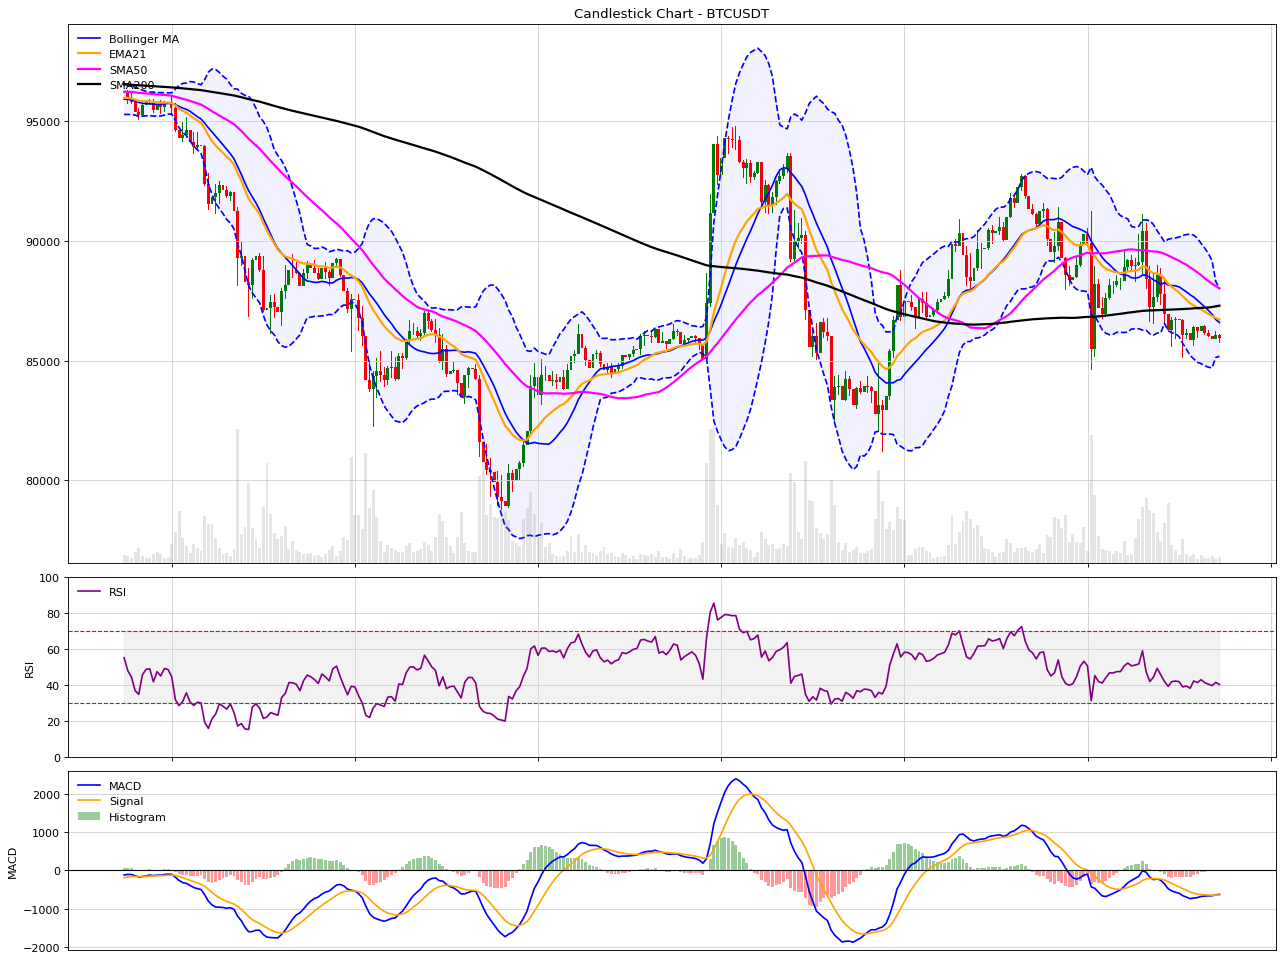 Candlestick Chart - BTCUSDT
Bollinger MA
EMA21
SMA50
SMA200
95000
90000
85000
80000
RSI
100
80
60
40
20
0
RSI
MACD
Signal
Histogram
2000
1000
0
−1000
−2000
MACD